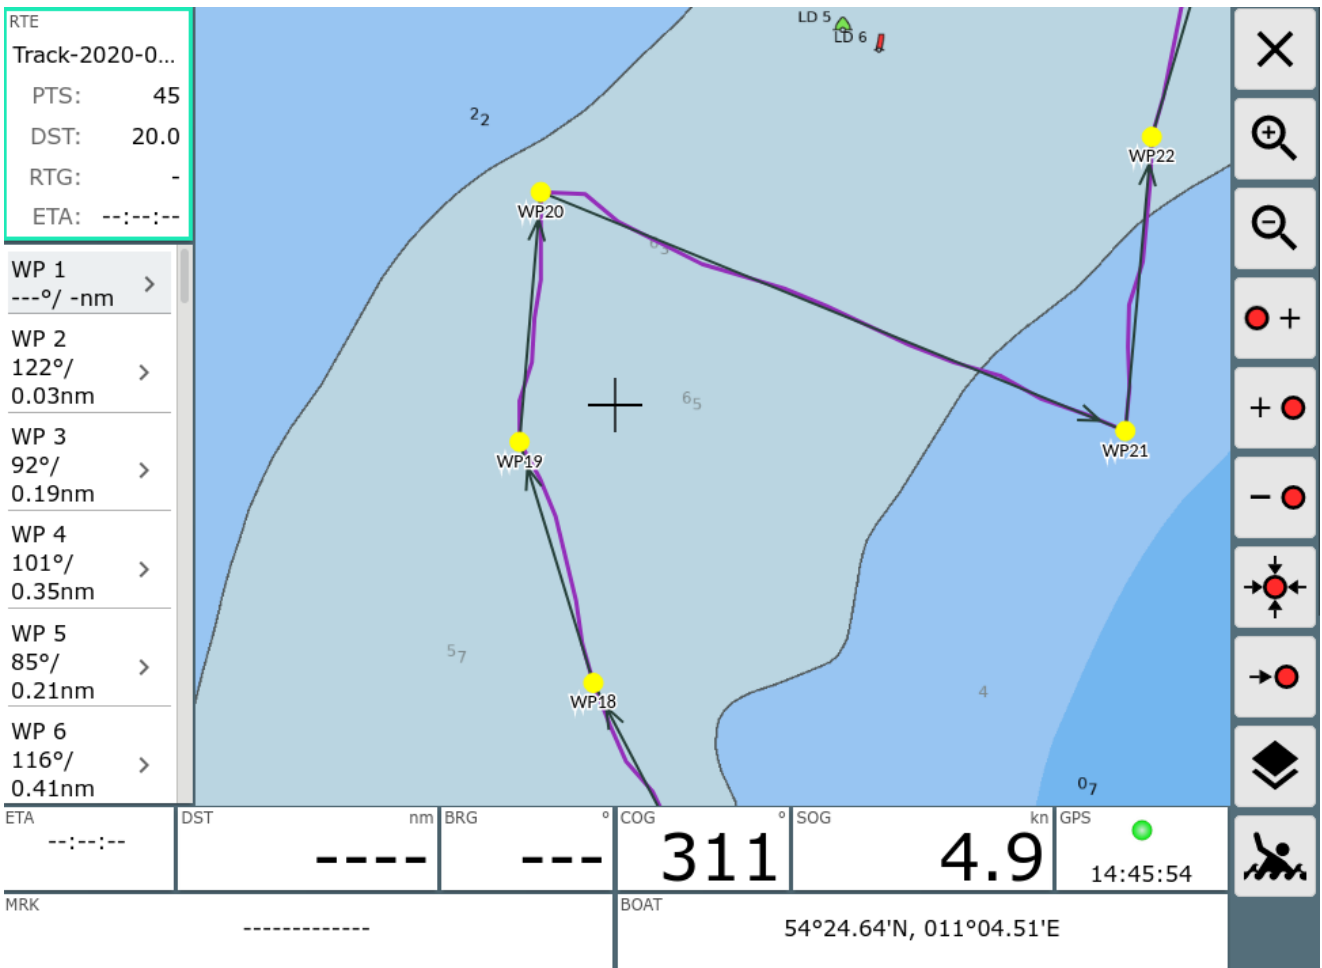 RTE
Track-2020-0...
PTS: 45
DST: 20.0
RTG: -
ETA: --:--:--
WP 1
---°/ -nm
WP 2
122°/
0.03nm
WP 3
92°/
0.19nm
WP 4
101°/
0.35nm
WP 5
85°/
0.21nm
WP 6
116°/
0.41nm
LD 5
LD 6
22
WP22
WP20
65
65
WP21
WP19
57
4
WP18
07
+
+
−
ETA
--:--:--
DST nm
----
BRG °
---
COG °
311
SOG kn
4.9
GPS
14:45:54
MRK
-------------
BOAT
54°24.64'N, 011°04.51'E